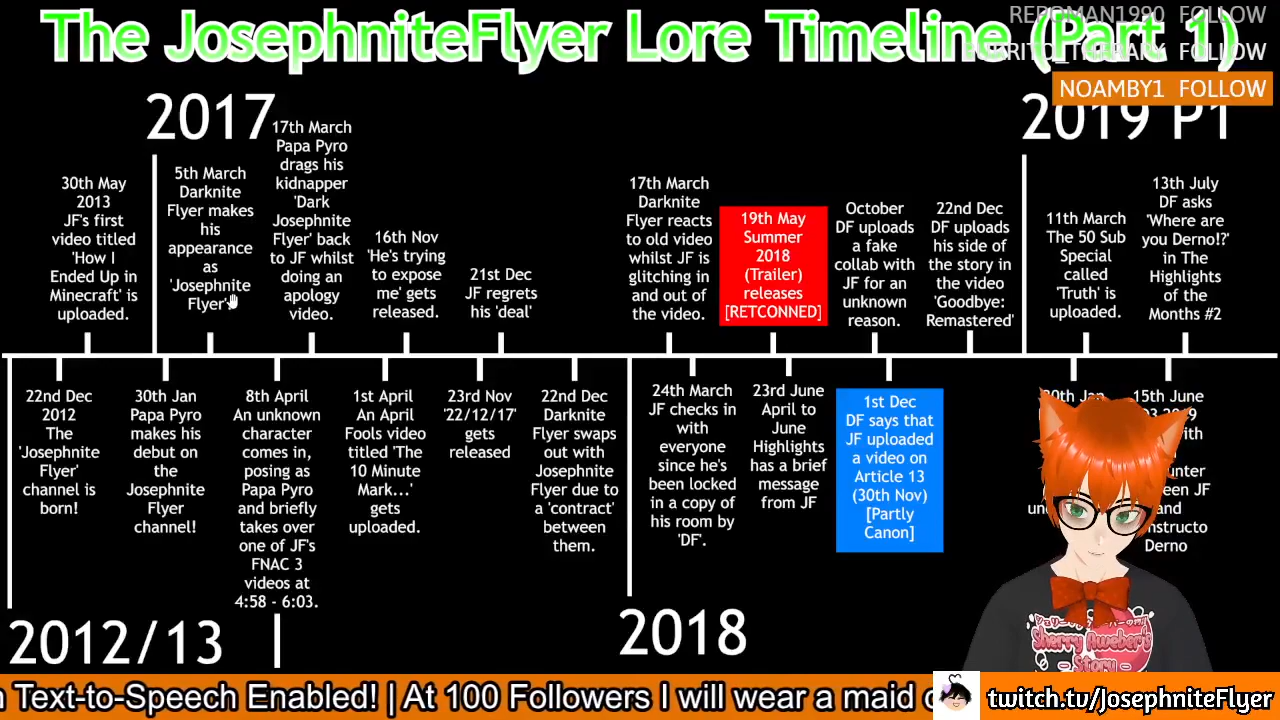 The JosephniteFlyer Lore Timeline (Part 1)
REPGMAN1990 FOLLOW
FOLLOW
NOAMBY1 FOLLOW
2017
2019 P1
30th May
2013
JF's first
video titled
'How I
Ended Up in
Minecraft' is
uploaded.
5th March
Darknite
Flyer makes
his
appearance
as
'Josephnite
Flyer'.
17th March
Papa Pyro
drags his
kidnapper
'Dark
Josephnite
Flyer' back
to JF whilst
doing an
apology
video.
16th Nov
'He's trying
to expose
me' gets
released.
21st Dec
JF regrets
his 'deal'
17th March
Darknite
Flyer reacts
to old video
whilst JF is
glitching in
and out of
the video.
19th May
Summer
2018
(Trailer)
releases
[RETCONNED]
October
DF uploads
a fake
collab with
JF for an
unknown
reason.
22nd Dec
DF uploads
his side of
the story in
the video
'Goodbye:
Remastered'
11th March
The 50 Sub
Special
called
'Truth' is
uploaded.
13th July
DF asks
'Where are
you Derno!?'
in The
Highlights
of the
Months #2
22nd Dec
2012
The
'Josephnite
Flyer'
channel is
born!
30th Jan
Papa Pyro
makes his
debut on
the
Josephnite
Flyer
channel!
8th April
An unknown
character
comes in,
posing as
Papa Pyro
and briefly
takes over
one of JF's
FNAC 3
videos at
4:58 - 6:03.
1st April
An April
Fools video
titled 'The
10 Minute
Mark...'
gets
uploaded.
23rd Nov
'22/12/17'
gets
released
22nd Dec
Darknite
Flyer swaps
out with
Josephnite
Flyer due to
a 'contract'
between
them.
24th March
JF checks in
with
everyone
since he's
been locked
in a copy of
his room by
'DF'.
23rd June
April to
June
Highlights
has a brief
message
from JF
1st Dec
DF says that
JF uploaded
a video on
Article 13
(30th Nov)
[Partly
Canon]
15th June
JF
and
Derno
2012/13
2018
Sherry Aweber's
- Story -
Text-to-Speech Enabled! | At 100 Followers I will wear a maid
twitch.tv/JosephniteFlyer